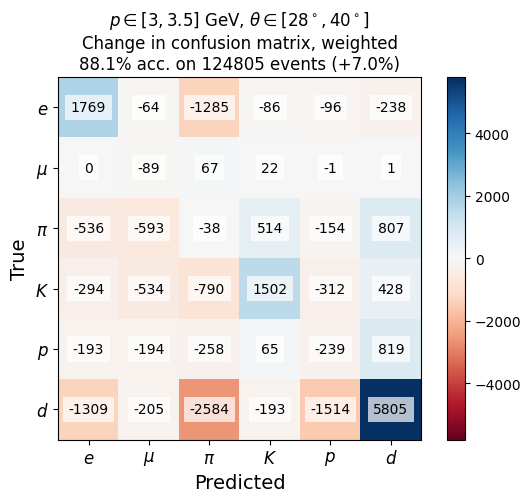 p ∈ [3, 3.5] GeV, θ ∈ [28°, 40°]
Change in confusion matrix, weighted
88.1% acc. on 124805 events (+7.0%)
e 1769 -64 -1285 -86 -96 -238
μ 0 -89 67 22 -1 1
π -536 -593 -38 514 -154 807
K -294 -534 -790 1502 -312 428
p -193 -194 -258 65 -239 819
d -1309 -205 -2584 -193 -1514 5805
e μ π K p d
Predicted
True
4000
2000
0
−2000
−4000